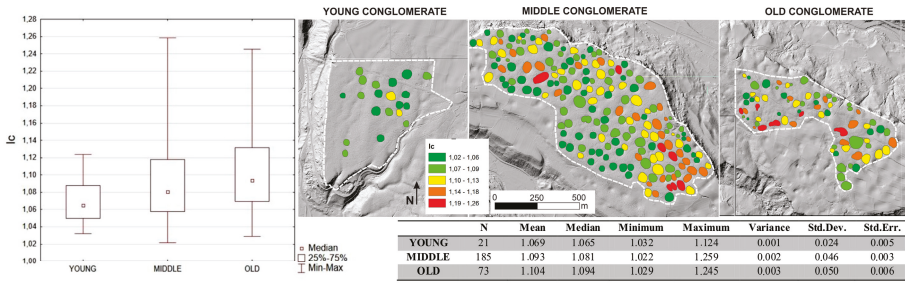 YOUNG CONGLOMERATE
MIDDLE CONGLOMERATE
OLD CONGLOMERATE
Ic
1,28
1,26
1,24
1,22
1,20
1,18
1,16
1,14
1,12
1,10
1,08
1,06
1,04
1,02
1,00
YOUNG MIDDLE OLD
Median
25%-75%
Min-Max
N
Ic
1,02 - 1,06
1,07 - 1,09
1,10 - 1,13
1,14 - 1,18
1,19 - 1,26
0 250 500
m
N Mean Median Minimum Maximum Variance Std.Dev. Std.Err.
YOUNG 21 1.069 1.065 1.032 1.124 0.001 0.024 0.005
MIDDLE 185 1.093 1.081 1.022 1.259 0.002 0.046 0.003
OLD 73 1.104 1.094 1.029 1.245 0.003 0.050 0.006